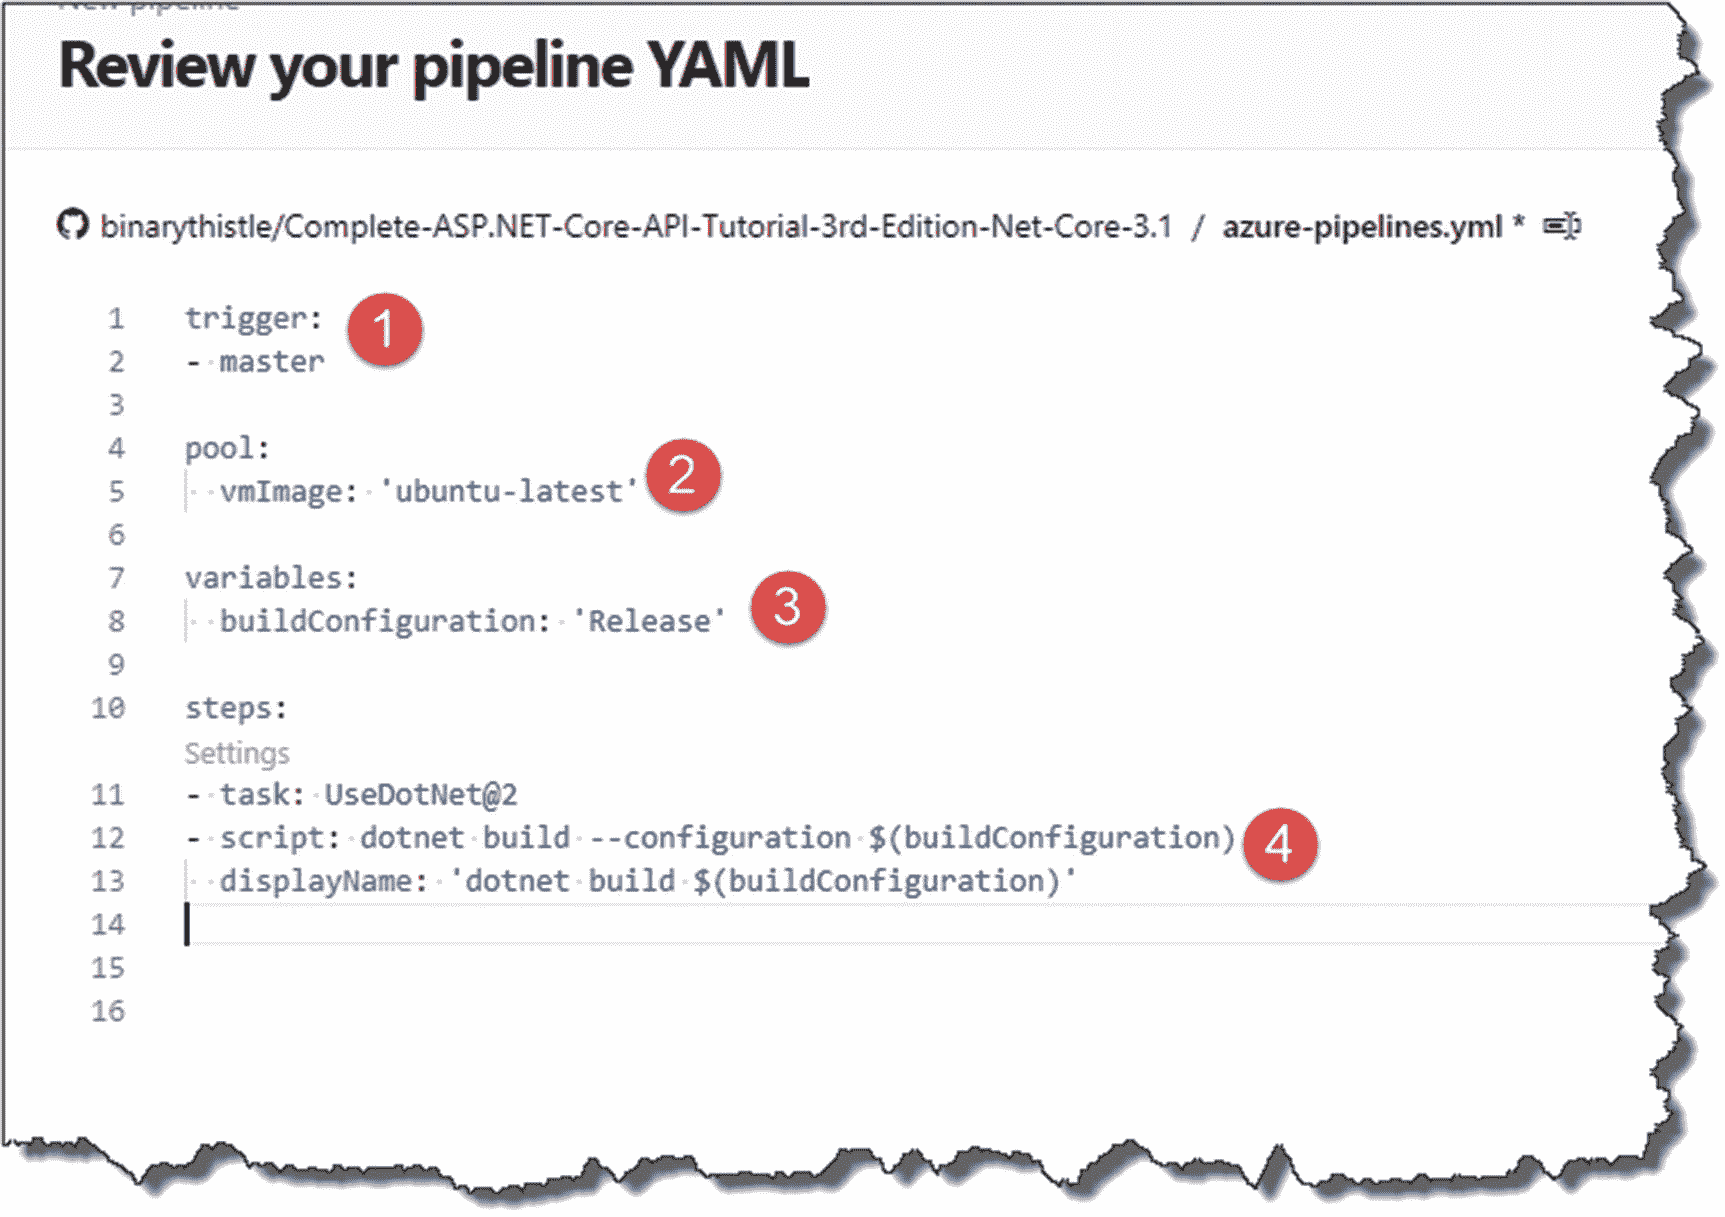 New pipeline
Review your pipeline YAML
binarythistle/Complete-ASP.NET-Core-API-Tutorial-3rd-Edition-Net-Core-3.1 / azure-pipelines.yml *
1 trigger: 1
2 - master
3
4 pool:
5 vmImage: 'ubuntu-latest' 2
6
7 variables:
8 buildConfiguration: 'Release' 3
9
10 steps:
Settings
11 - task: UseDotNet@2
12 - script: dotnet build --configuration $(buildConfiguration) 4
13 displayName: 'dotnet build $(buildConfiguration)'
14
15
16